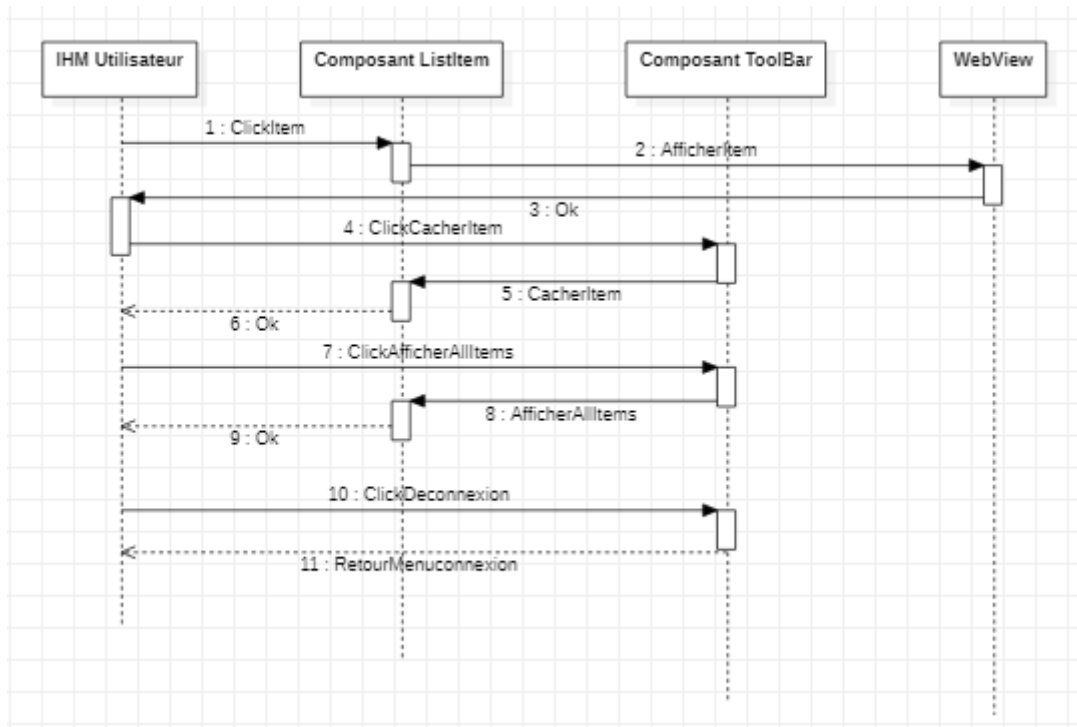 IHM Utilisateur
Composant ListItem
Composant ToolBar
WebView
1 : ClickItem
2 : AfficherItem
3 : Ok
4 : ClickCacherItem
5 : CacherItem
6 : Ok
7 : ClickAfficherAllItems
8 : AfficherAllItems
9 : Ok
10 : ClickDeconnexion
11 : RetourMenuconnexion